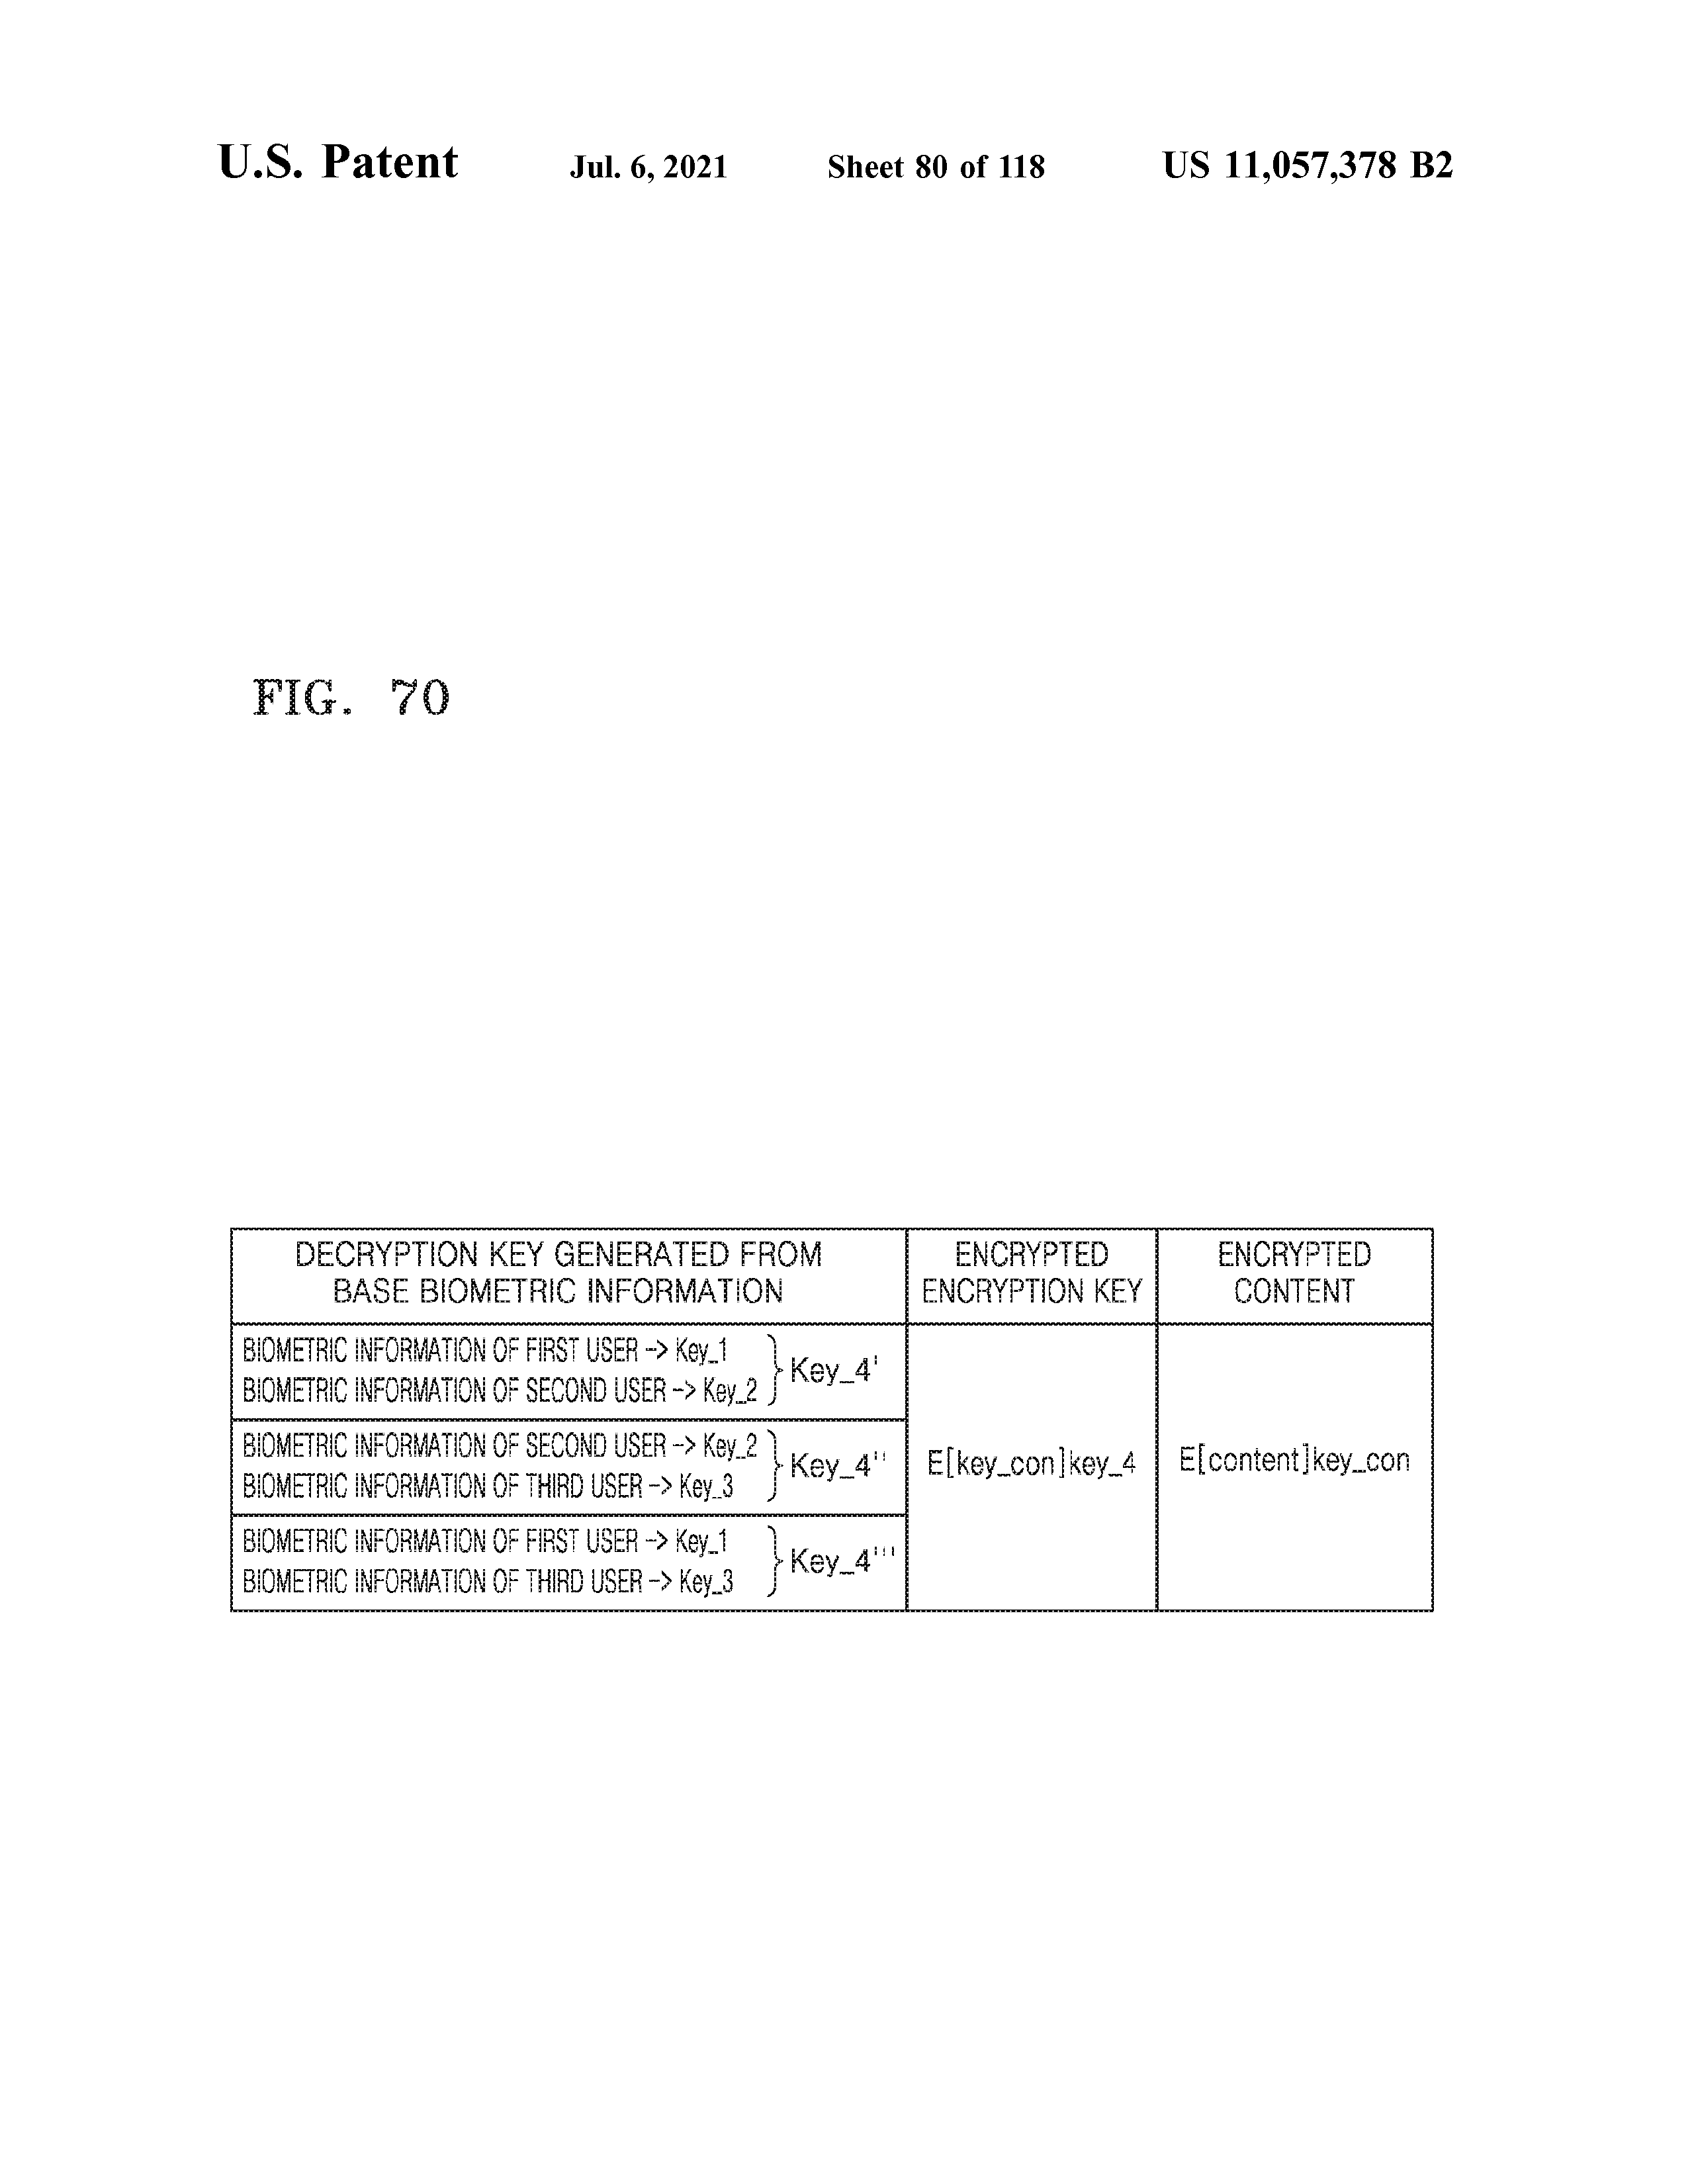 U.S. Patent Jul. 6, 2021 Sheet 80 of 118 US 11,057,378 B2
FIG. 70
DECRYPTION KEY GENERATED FROM
BASE BIOMETRIC INFORMATION
ENCRYPTED
ENCRYPTION KEY
ENCRYPTED
CONTENT
BIOMETRIC INFORMATION OF FIRST USER -> Key_1
BIOMETRIC INFORMATION OF SECOND USER -> Key_2
Key_4'
BIOMETRIC INFORMATION OF SECOND USER -> Key_2
BIOMETRIC INFORMATION OF THIRD USER -> Key_3
Key_4''
BIOMETRIC INFORMATION OF FIRST USER -> Key_1
BIOMETRIC INFORMATION OF THIRD USER -> Key_3
Key_4'''
E[key_con]key_4
E[content]key_con